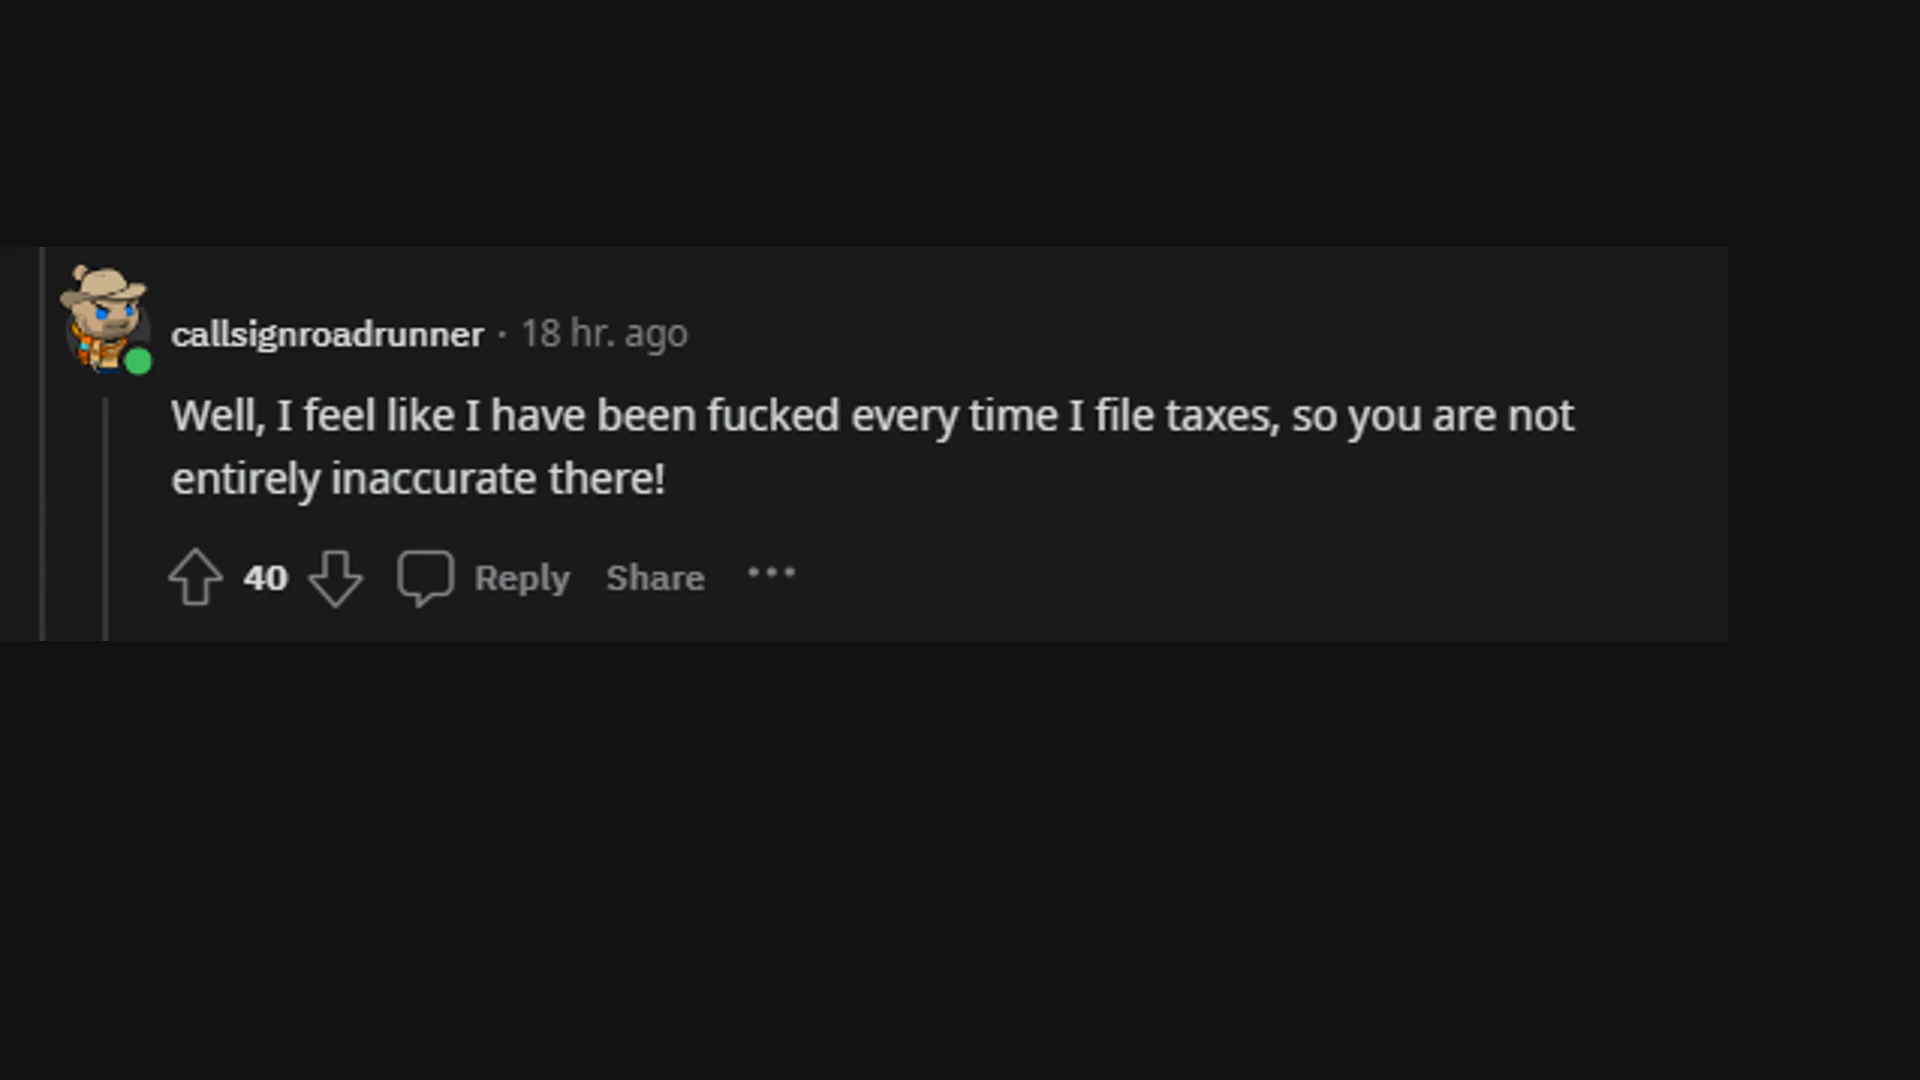 callsignroadrunner · 18 hr. ago
Well, I feel like I have been fucked every time I file taxes, so you are not
entirely inaccurate there!
40 Reply Share ···